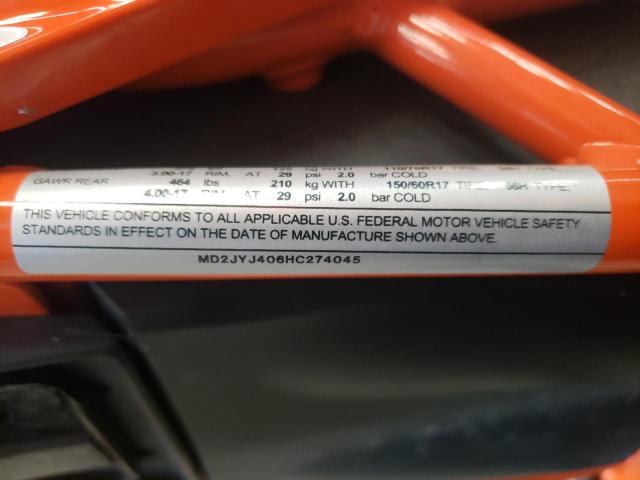 3.00-17 RIM, AT 29 psi 2.0 bar COLD
GAWR REAR 464 lbs 210 kg WITH 150/60R17 TIRE, 66H TYPE,
4.00-17 RIM, AT 29 psi 2.0 bar COLD
THIS VEHICLE CONFORMS TO ALL APPLICABLE U.S. FEDERAL MOTOR VEHICLE SAFETY
STANDARDS IN EFFECT ON THE DATE OF MANUFACTURE SHOWN ABOVE.
MD2JYJ406HC274045